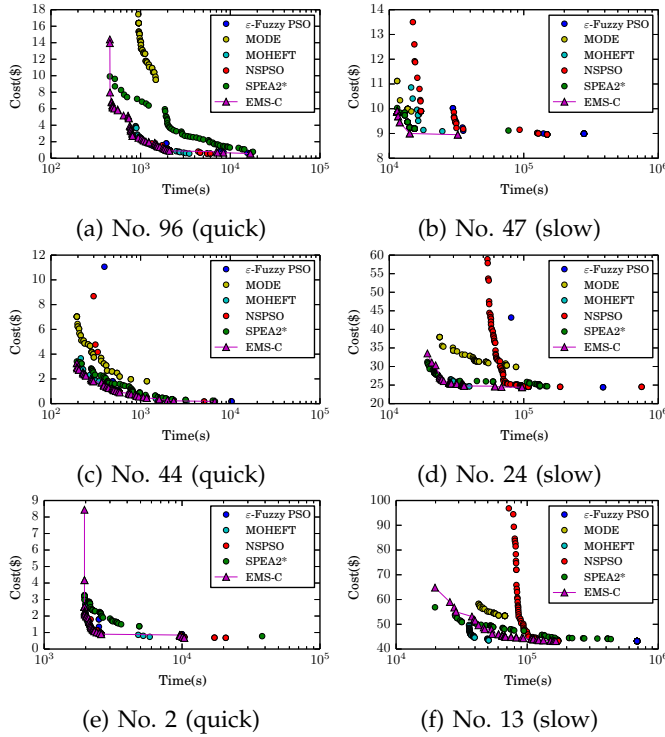 Cost($)
18
16
14
12
10
8
6
4
2
0
10²
10³
10⁴
10⁵
Time(s)
ε-Fuzzy PSO
MODE
MOHEFT
NSPSO
SPEA2*
EMS-C
(a) No. 96 (quick)
Cost($)
14
13
12
11
10
9
8
10⁴
10⁵
10⁶
Time(s)
ε-Fuzzy PSO
MODE
MOHEFT
NSPSO
SPEA2*
EMS-C
(b) No. 47 (slow)
Cost($)
12
10
8
6
4
2
0
10²
10³
10⁴
10⁵
Time(s)
ε-Fuzzy PSO
MODE
MOHEFT
NSPSO
SPEA2*
EMS-C
(c) No. 44 (quick)
Cost($)
60
55
50
45
40
35
30
25
20
10⁴
10⁵
10⁶
Time(s)
ε-Fuzzy PSO
MODE
MOHEFT
NSPSO
SPEA2*
EMS-C
(d) No. 24 (slow)
Cost($)
9
8
7
6
5
4
3
2
1
0
10³
10⁴
10⁵
Time(s)
ε-Fuzzy PSO
MOHEFT
NSPSO
SPEA2*
EMS-C
(e) No. 2 (quick)
Cost($)
100
90
80
70
60
50
40
10⁴
10⁵
10⁶
Time(s)
ε-Fuzzy PSO
MODE
MOHEFT
NSPSO
SPEA2*
EMS-C
(f) No. 13 (slow)